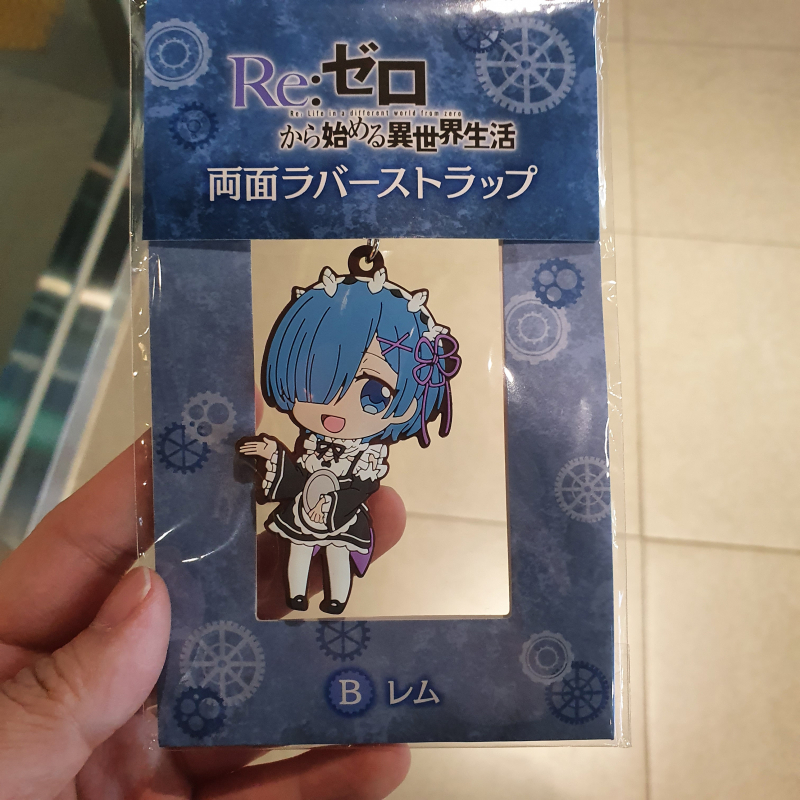 Re:ゼロ
Re: Life in a different world from zero
から始める異世界生活
両面ラバーストラップ
B レム